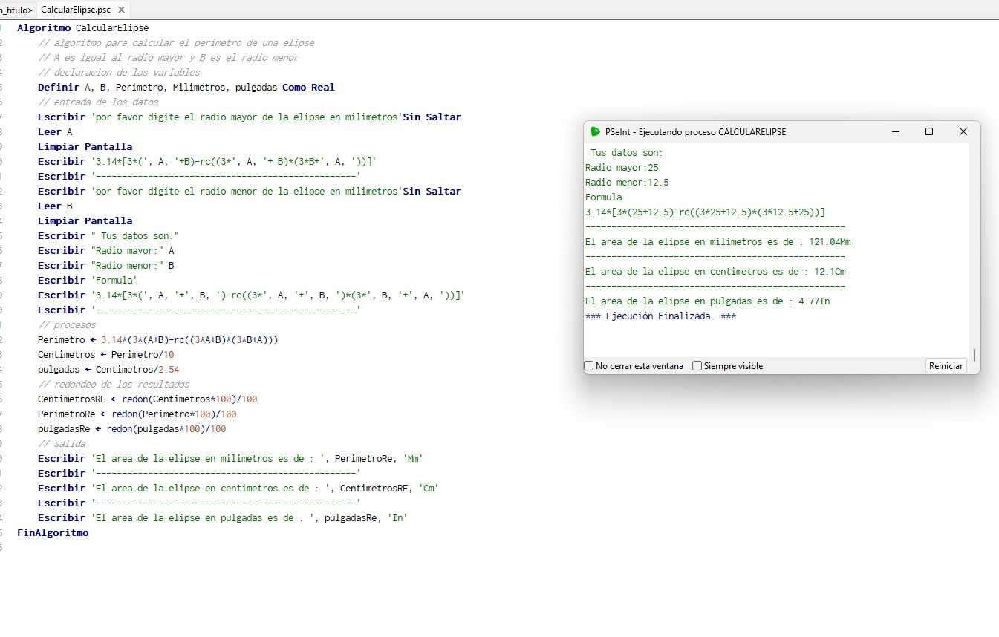 n_titulo> CalcularElipse.psc
Algoritmo CalcularElipse
// algoritmo para calcular el perimetro de una elipse
// A es igual al radio mayor y B es el radio menor
// declaracion de las variables
Definir A, B, Perimetro, Milimetros, pulgadas Como Real
// entrada de los datos
Escribir 'por favor digite el radio mayor de la elipse en milimetros'Sin Saltar
Leer A
Limpiar Pantalla
Escribir '3.14*[3*(', A, '+B)-rc((3*', A, '+ B)*(3*B+', A, '))]'
Escribir '--------------------------------------------------'
Escribir 'por favor digite el radio menor de la elipse en milimetros'Sin Saltar
Leer B
Limpiar Pantalla
Escribir " Tus datos son:"
Escribir "Radio mayor:" A
Escribir "Radio menor:" B
Escribir 'Formula'
Escribir '3.14*[3*(', A, '+', B, ')-rc((3*', A, '+', B, ')*(3*', B, '+', A, '))]'
Escribir '--------------------------------------------------'
// procesos
Perimetro ← 3.14*(3*(A+B)-rc((3*A+B)*(3*B+A)))
Centimetros ← Perimetro/10
pulgadas ← Centimetros/2.54
// redondeo de los resultados
CentimetrosRE ← redon(Centimetros*100)/100
PerimetroRe ← redon(Perimetro*100)/100
pulgadasRe ← redon(pulgadas*100)/100
// salida
Escribir 'El area de la elipse en milimetros es de : ', PerimetroRe, 'Mm'
Escribir '--------------------------------------------------'
Escribir 'El area de la elipse en centimetros es de : ', CentimetrosRE, 'Cm'
Escribir '--------------------------------------------------'
Escribir 'El area de la elipse en pulgadas es de : ', pulgadasRe, 'In'
FinAlgoritmo
PSeInt - Ejecutando proceso CALCULARELIPSE
Tus datos son:
Radio mayor:25
Radio menor:12.5
Formula
3.14*[3*(25+12.5)-rc((3*25+12.5)*(3*12.5+25))]
--------------------------------------------------
El area de la elipse en milimetros es de : 121.04Mm
--------------------------------------------------
El area de la elipse en centimetros es de : 12.1Cm
--------------------------------------------------
El area de la elipse en pulgadas es de : 4.77In
*** Ejecución Finalizada. ***
No cerrar esta ventana Siempre visible Reiniciar